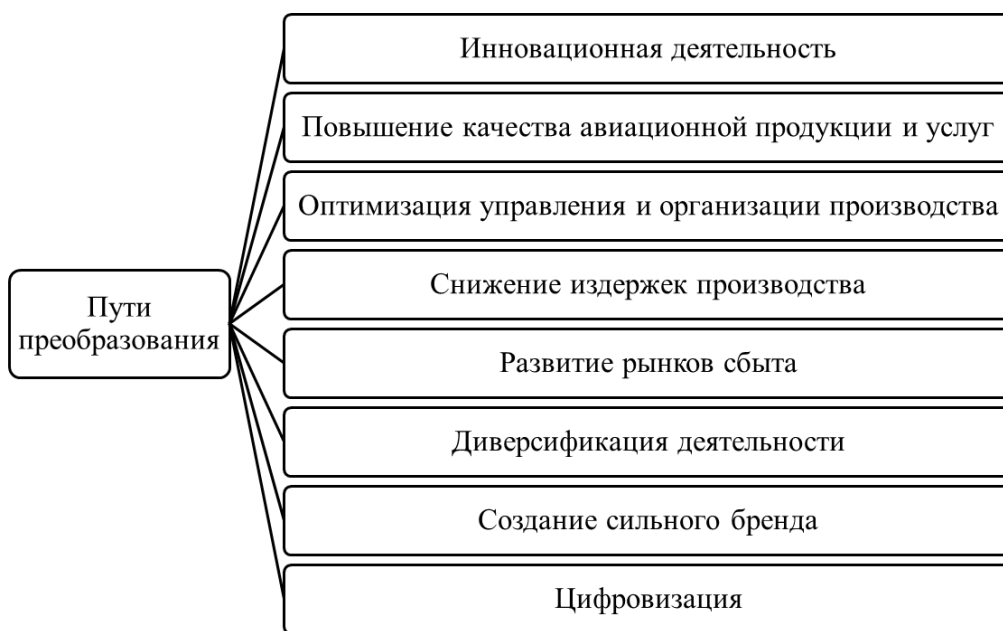 Инновационная деятельность
Повышение качества авиационной продукции и услуг
Оптимизация управления и организации производства
Снижение издержек производства
Пути
преобразования
Развитие рынков сбыта
Диверсификация деятельности
Создание сильного бренда
Цифровизация